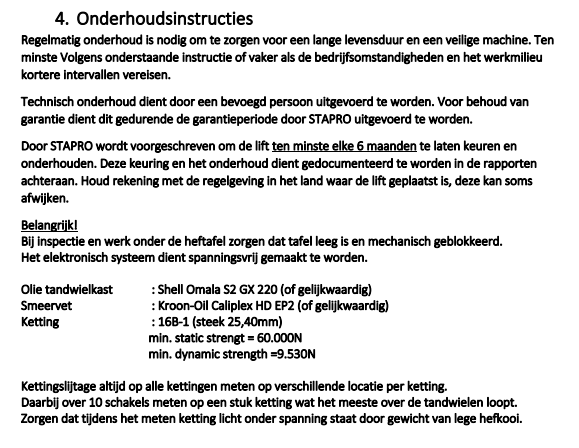 4. Onderhoudsinstructies
Regelmatig onderhoud is nodig om te zorgen voor een lange levensduur en een veilige machine. Ten
minste Volgens onderstaande instructie of vaker als de bedrijfsomstandigheden en het werkmilieu
kortere intervallen vereisen.
Technisch onderhoud dient door een bevoegd persoon uitgevoerd te worden. Voor behoud van
garantie dient dit gedurende de garantieperiode door STAPRO uitgevoerd te worden.
Door STAPRO wordt voorgeschreven om de lift ten minste elke 6 maanden te laten keuren en
onderhouden. Deze keuring en het onderhoud dient gedocumenteerd te worden in de rapporten
achteraan. Houd rekening met de regelgeving in het land waar de lift geplaatst is, deze kan soms
afwijken.
Belangrijk!
Bij inspectie en werk onder de heftafel zorgen dat tafel leeg is en mechanisch geblokkeerd.
Het elektronisch systeem dient spanningsvrij gemaakt te worden.
Olie tandwielkast : Shell Omala S2 GX 220 (of gelijkwaardig)
Smeervet : Kroon-Oil Caliplex HD EP2 (of gelijkwaardig)
Ketting : 16B-1 (steek 25,40mm)
min. static strengt = 60.000N
min. dynamic strength =9.530N
Kettingslijtage altijd op alle kettingen meten op verschillende locatie per ketting.
Daarbij over 10 schakels meten op een stuk ketting wat het meeste over de tandwielen loopt.
Zorgen dat tijdens het meten ketting licht onder spanning staat door gewicht van lege hefkooi.